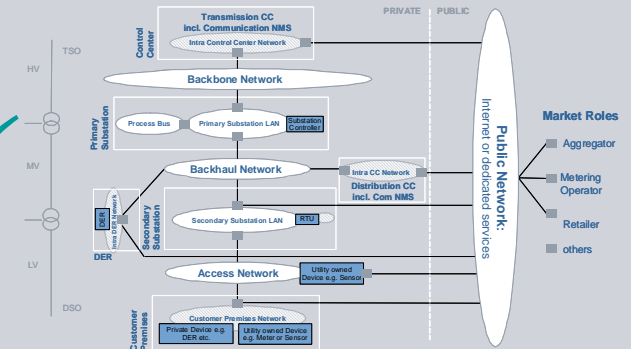 PRIVATE
PUBLIC
Transmission CC
incl. Communication NMS
Control
Center
Intra Control Center Network
TSO
HV
Backbone Network
Primary
Substation
Process Bus
Primary Substation LAN
Substation
Controller
Market Roles
Aggregator
Metering
Operator
Retailer
others
Public Network:
Internet or dedicated services
MV
Backhaul Network
Intra CC Network
Distribution CC
incl. Com NMS
DER
Intra DER Network
DER
Secondary
Substation
Secondary Substation LAN
RTU
LV
Access Network
Utility owned
Device e.g. Sensor
DSO
Customer
Premises
Customer Premises Network
Private Device e.g.
DER etc.
Utility owned Device
e.g. Meter or Sensor